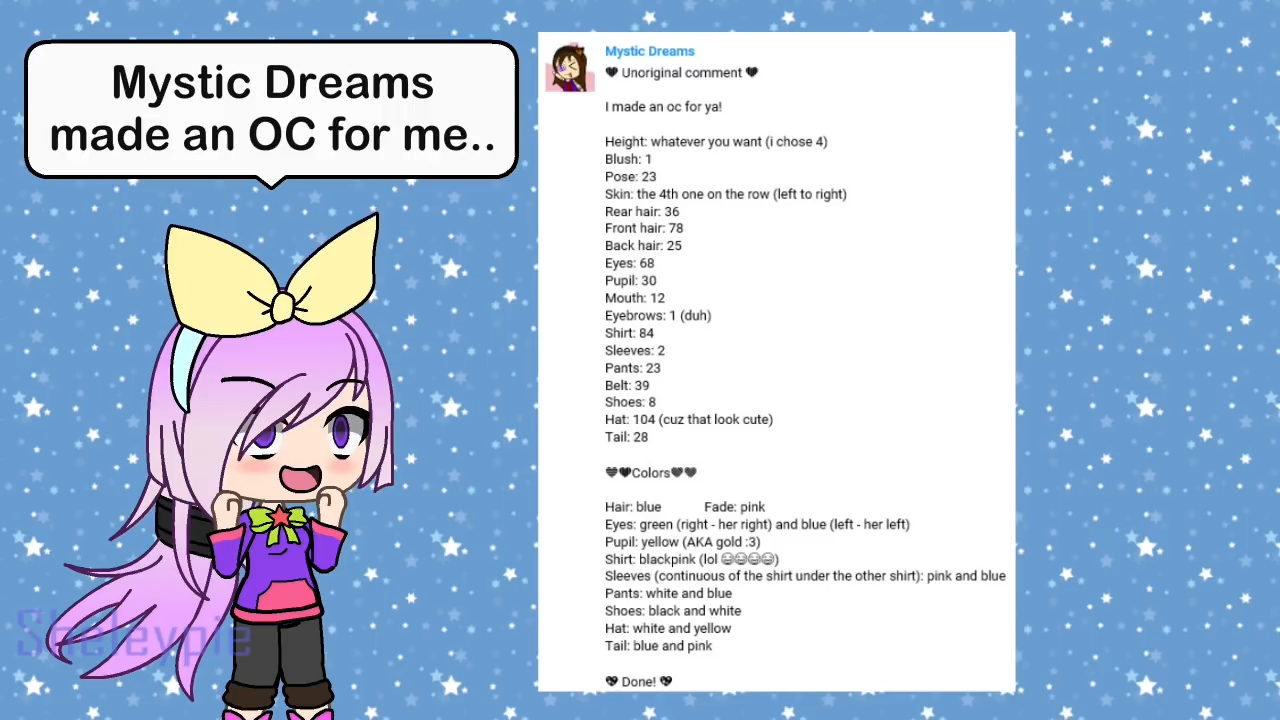 Mystic Dreams
made an OC for me..
Mystic Dreams
🖤 Unoriginal comment 🖤
I made an oc for ya!
Height: whatever you want (i chose 4)
Blush: 1
Pose: 23
Skin: the 4th one on the row (left to right)
Rear hair: 36
Front hair: 78
Back hair: 25
Eyes: 68
Pupil: 30
Mouth: 12
Eyebrows: 1 (duh)
Shirt: 84
Sleeves: 2
Pants: 23
Belt: 39
Shoes: 8
Hat: 104 (cuz that look cute)
Tail: 28
🖤🖤Colors🖤🖤
Hair: blue Fade: pink
Eyes: green (right - her right) and blue (left - her left)
Pupil: yellow (AKA gold :3)
Shirt: blackpink (lol 😂😂😂😂)
Sleeves (continuous of the shirt under the other shirt): pink and blue
Pants: white and blue
Shoes: black and white
Hat: white and yellow
Tail: blue and pink
💖 Done! 💖
Sheleypie